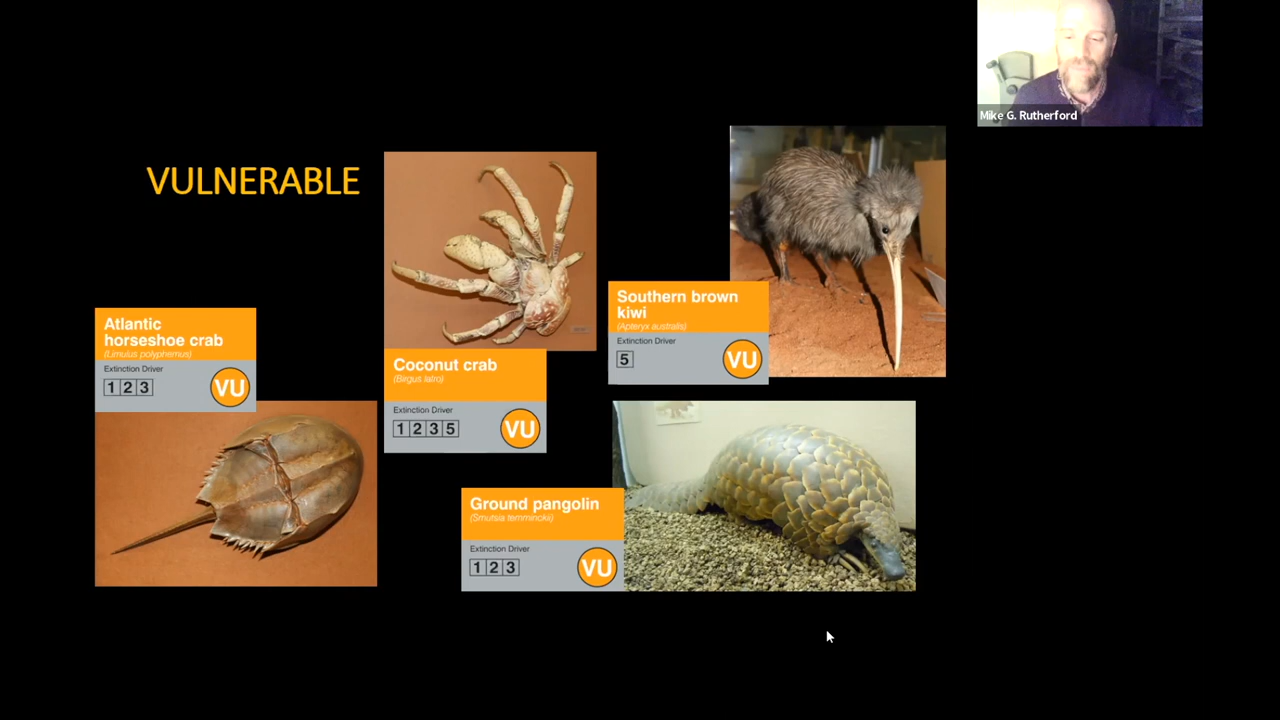 Mike G. Rutherford
VULNERABLE
Atlantic
horseshoe crab
(Limulus polyphemus)
Extinction Driver
1 2 3
VU
Coconut crab
(Birgus latro)
Extinction Driver
1 2 3 5
VU
Southern brown
kiwi
(Apteryx australis)
Extinction Driver
5
VU
Ground pangolin
(Smutsia temminckii)
Extinction Driver
1 2 3
VU